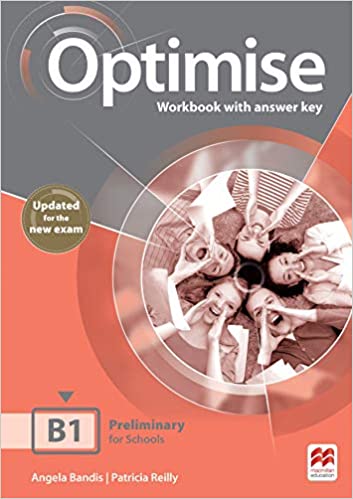 Optimise
Workbook with answer key
Updated
for the
new exam
B1
Preliminary
for Schools
Angela Bandis | Patricia Reilly
macmillan
education